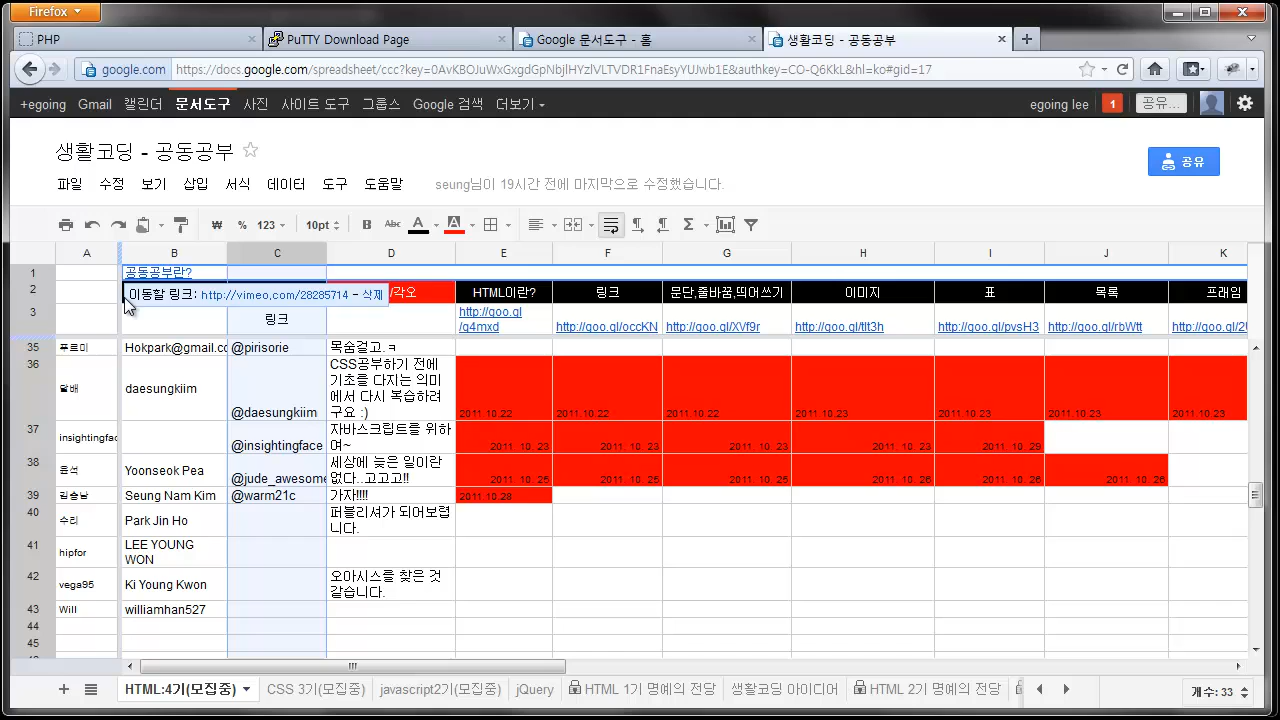 Firefox
PHP
PuTTY Download Page
Google 문서도구 - 홈
생활코딩 - 공동공부
google.com
https://docs.google.com/spreadsheet/ccc?key=0AvKBOJuWxGxgdGpNbjlHYzlVLTVDR1FnaEsyYUJwb1E&authkey=CO-Q6KkL&hl=ko#gid=17
+egoing Gmail 캘린더 문서도구 사진 사이트 도구 그룹스 Google 검색 더보기
egoing lee 1 공유...
생활코딩 - 공동공부
공유
파일 수정 보기 삽입 서식 데이터 도구 도움말 seung님이 19시간 전에 마지막으로 수정했습니다.
₩ % 123 10pt B Abc A A Σ
A B C D E F G H I J K
1 공동공부란?
2 이동할 링크: http://vimeo.com/28285714 – 삭제 /각오 HTML이란? 링크 문단,줄바꿈,띄어쓰기 이미지 표 목록 프래임
3 링크 http://goo.gl/q4mxd http://goo.gl/occKN http://goo.gl/XVf9r http://goo.gl/tIt3h http://goo.gl/pvsH3 http://goo.gl/rbWtt http://goo.gl/2
35 푸르미 Hokpark@gmail.co @pirisorie 목숨걸고.ㅋ
36 달배 daesungkiim @daesungkiim CSS공부하기 전에 기초를 다지는 의미에서 다시 복습하려구요 :) 2011.10.22 2011.10.22 2011.10.22 2011.10.23 2011.10.23 2011.10.23 2011.10.23
37 insightingfac @insightingface 자바스크립트를 위하며~ 2011. 10. 23 2011. 10. 23 2011. 10. 23 2011. 10. 23 2011. 10. 29
38 윤석 Yoonseok Pea @jude_awesome 세상에 늦은 일이란 없다..고고고!! 2011. 10. 25 2011. 10. 25 2011. 10. 25 2011. 10. 26 2011. 10. 26 2011. 10. 26
39 김승남 Seung Nam Kim @warm21c 가자!!!! 2011.10.28
40 수리 Park Jin Ho 퍼블리셔가 되어보렵니다.
41 hipfor LEE YOUNG WON
42 vega95 Ki Young Kwon 오아시스를 찾은 것 같습니다.
43 Will williamhan527
44
45
HTML:4기(모집중) CSS 3기(모집중) javascript2기(모집중) jQuery HTML 1기 명예의 전당 생활코딩 아이디어 HTML 2기 명예의 전당
개수: 33